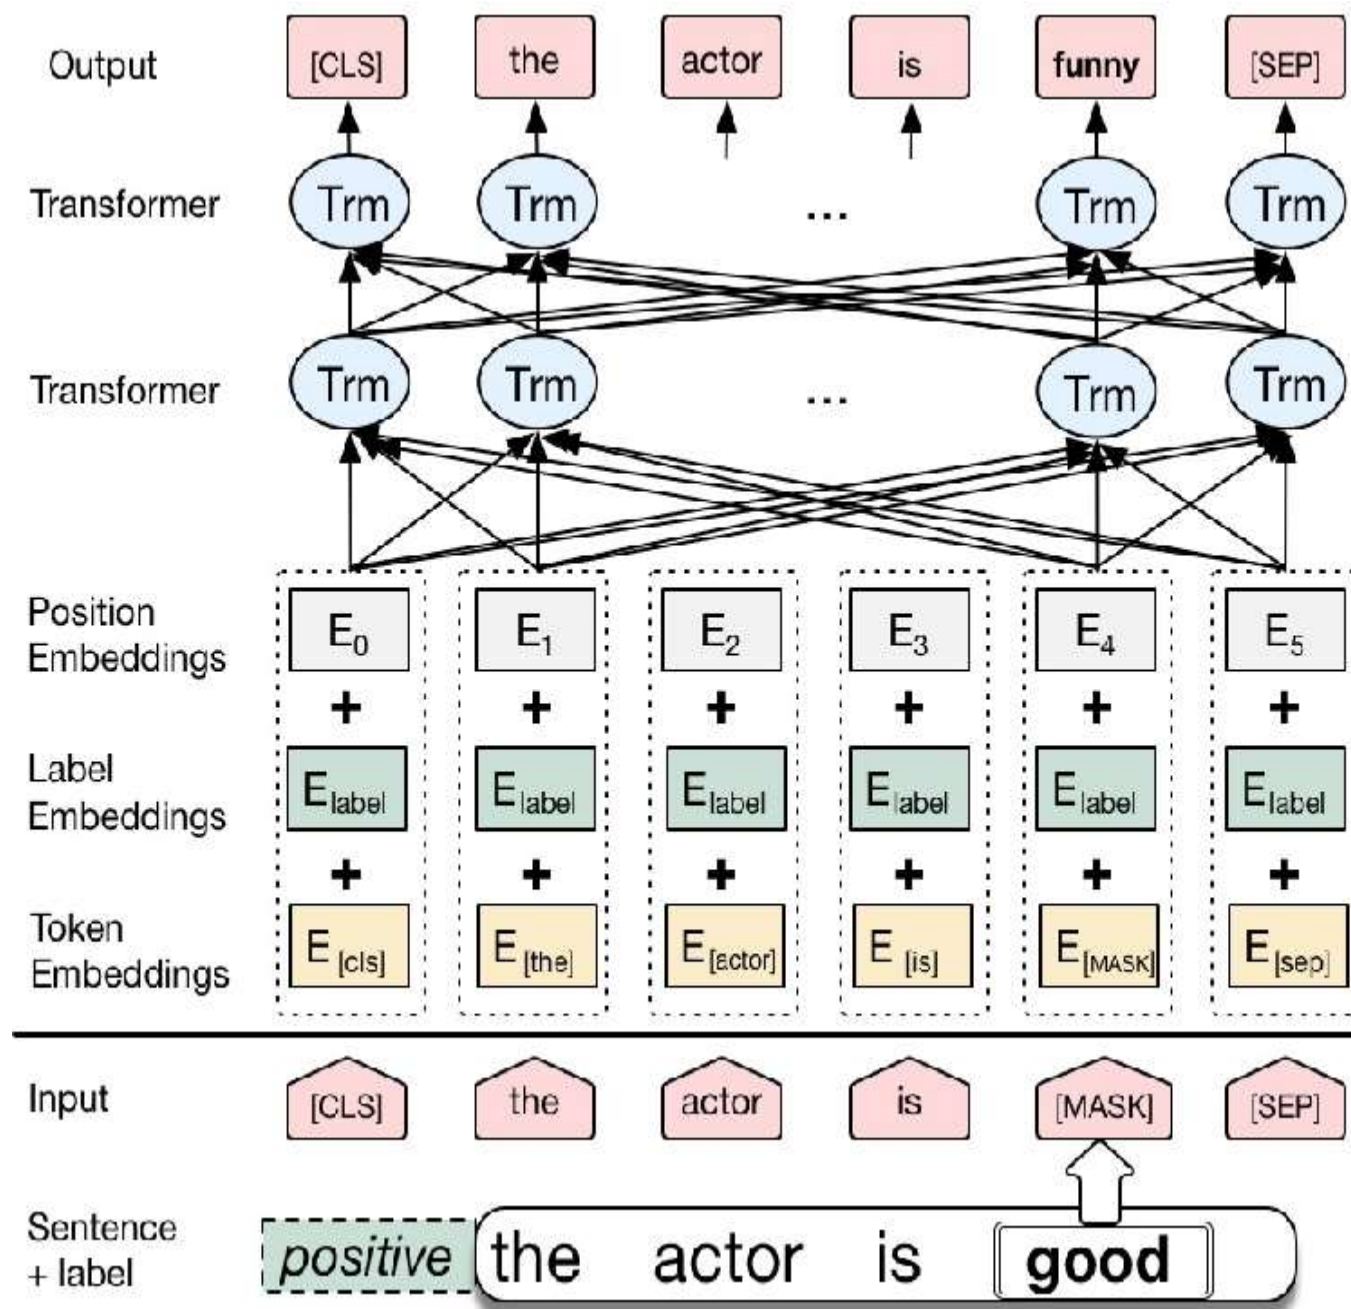 Output [CLS] the actor is funny [SEP]
Transformer Trm Trm ... Trm Trm
Transformer Trm Trm ... Trm Trm
Position Embeddings E0 E1 E2 E3 E4 E5
+ + + + + +
Label Embeddings Elabel Elabel Elabel Elabel Elabel Elabel
+ + + + + +
Token Embeddings E[cls] E[the] E[actor] E[is] E[MASK] E[sep]
Input [CLS] the actor is [MASK] [SEP]
Sentence + label positive the actor is good